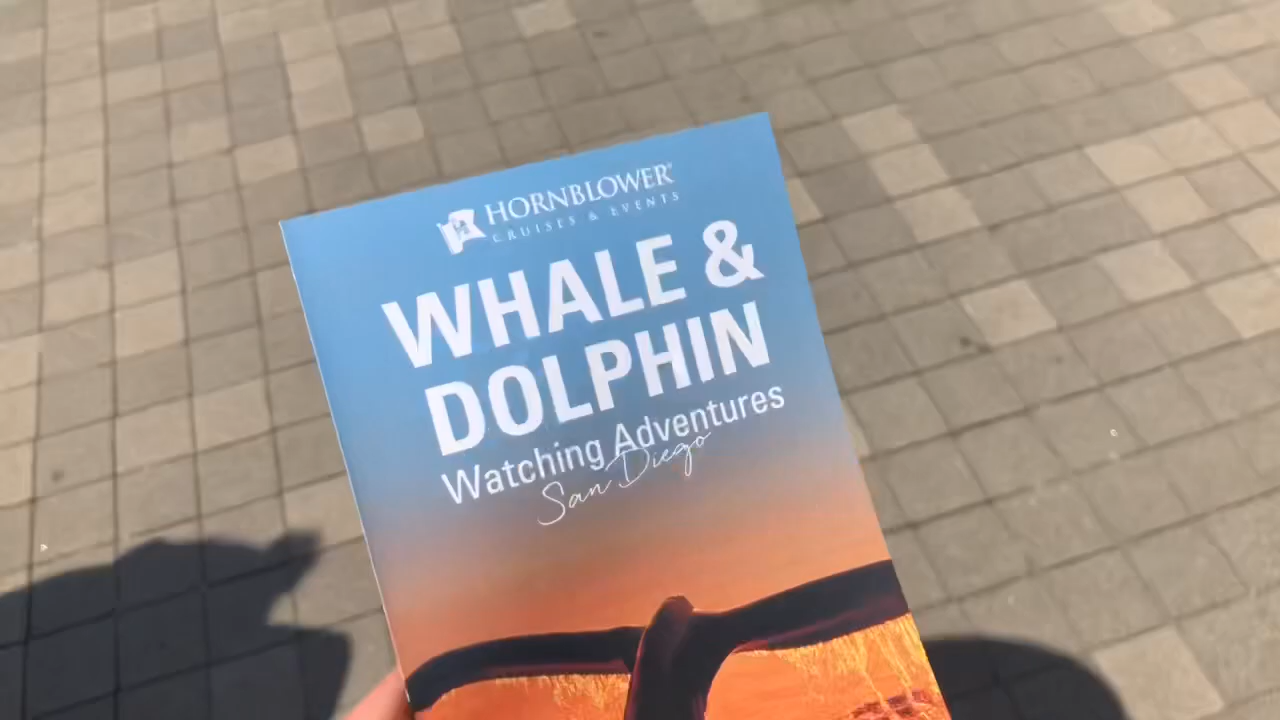 HORNBLOWER®
CRUISES & EVENTS
WHALE &
DOLPHIN
Watching Adventures
San Diego